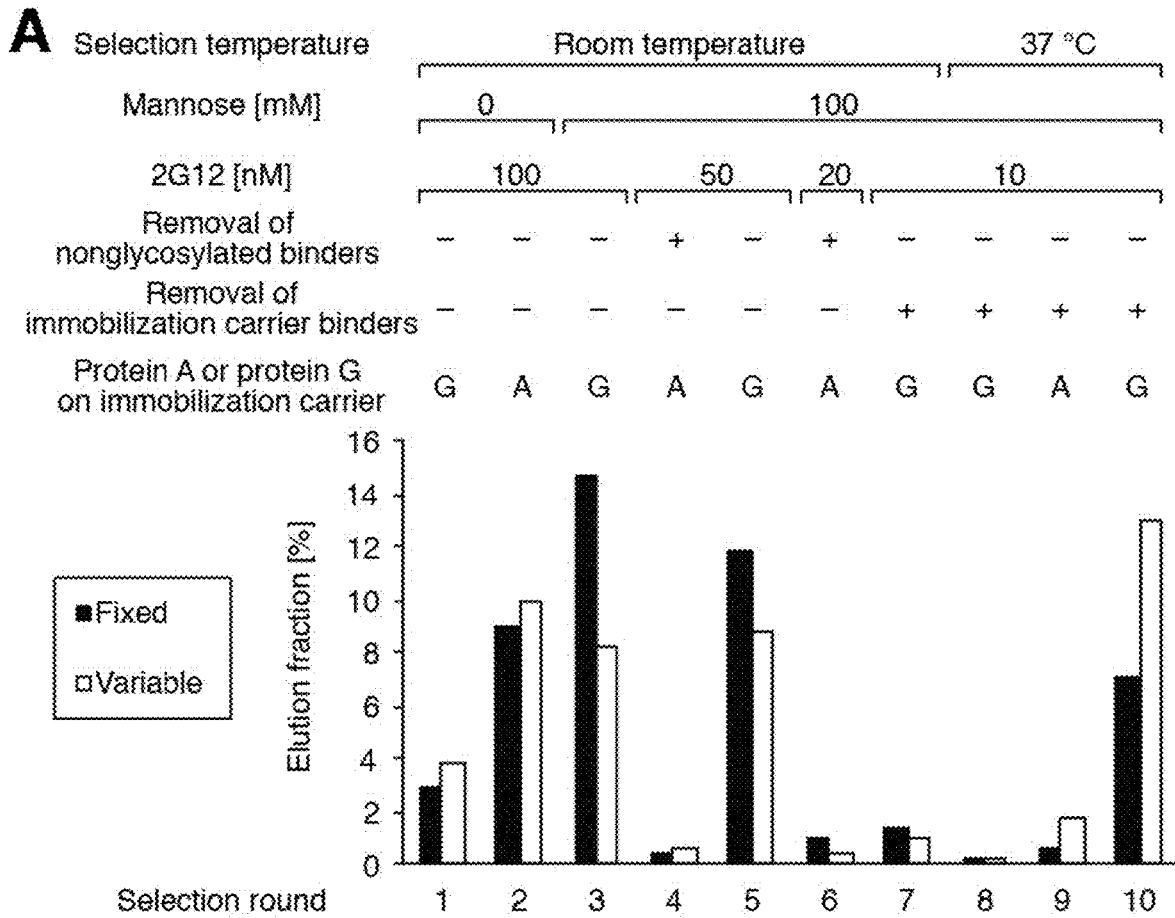 A
Selection temperature Room temperature 37 °C
Mannose [mM] 0 100
2G12 [nM] 100 50 20 10
Removal of
nonglycosylated binders − − − + − + − − − −
Removal of
immobilization carrier binders − − − − − − + + + +
Protein A or protein G
on immobilization carrier G A G A G A G G A G
16
14
12
10
8
6
4
2
0
Elution fraction [%]
Fixed
Variable
Selection round 1 2 3 4 5 6 7 8 9 10